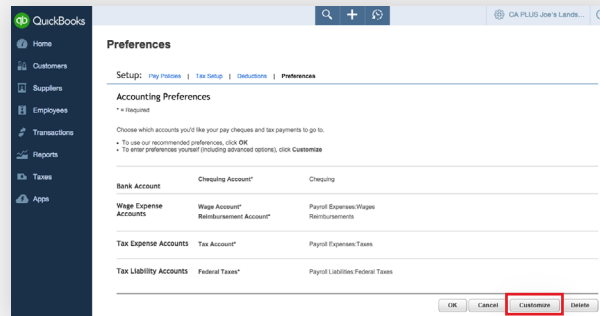 QuickBooks
CA PLUS Joe's Lands...
Home
Customers
Suppliers
Employees
Transactions
Reports
Taxes
Apps
Preferences
Setup: Pay Policies | Tax Setup | Deductions | Preferences
Accounting Preferences
* = Required
Choose which accounts you'd like your pay cheques and tax payments to go to.
• To use our recommended preferences, click OK
• To enter preferences yourself (including advanced options), click Customize
Bank Account Chequing Account* Chequing
Wage Expense Accounts Wage Account* Payroll Expenses:Wages
Reimbursement Account* Reimbursements
Tax Expense Accounts Tax Account* Payroll Expenses:Taxes
Tax Liability Accounts Federal Taxes* Payroll Liabilities:Federal Taxes
OK Cancel Customize Delete